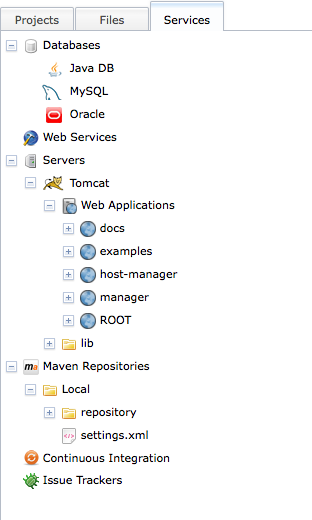 Projects Files Services
Databases
Java DB
MySQL
Oracle
Web Services
Servers
Tomcat
Web Applications
docs
examples
host-manager
manager
ROOT
lib
ma Maven Repositories
Local
repository
settings.xml
Continuous Integration
Issue Trackers